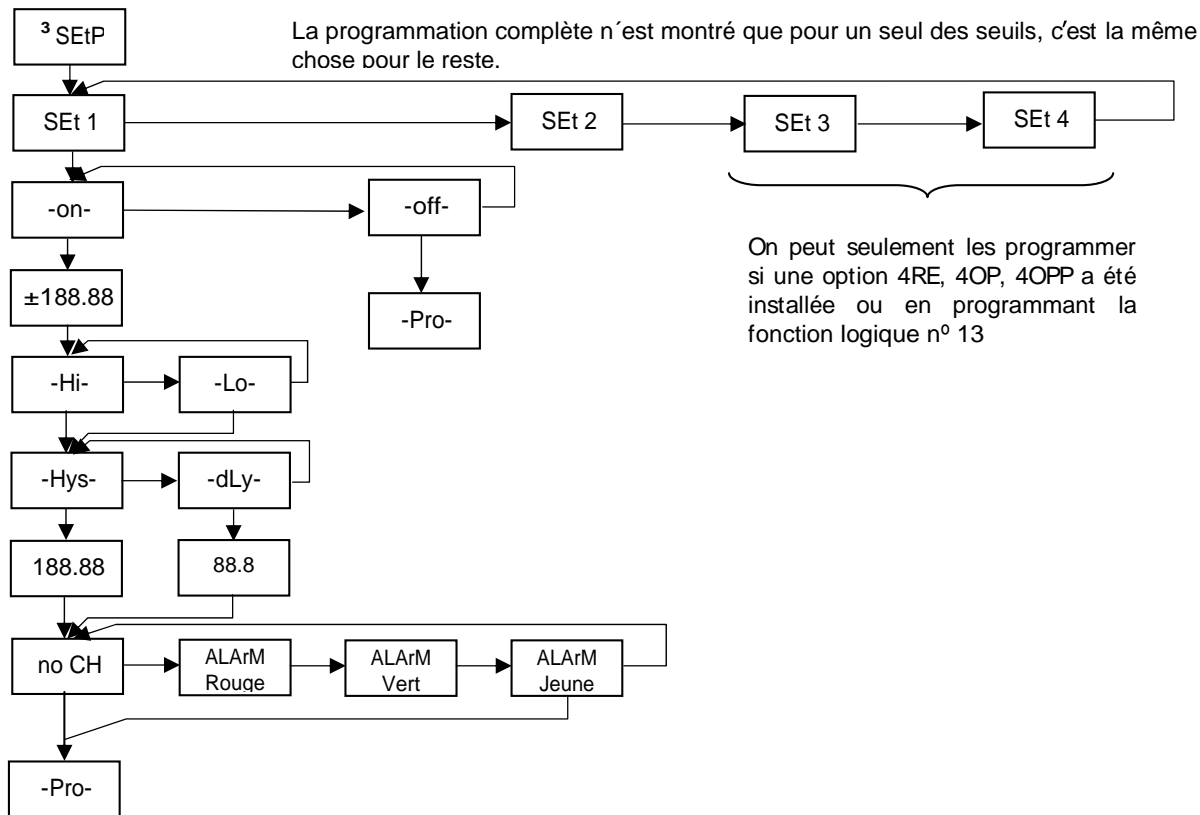 ³ SEtP
La programmation complète n´est montré que pour un seul des seuils, c′est la même
chose pour le reste.
SEt 1
SEt 2
SEt 3
SEt 4
-on-
-off-
±188.88
-Pro-
On peut seulement les programmer
si une option 4RE, 4OP, 4OPP a été
installée ou en programmant la
fonction logique nº 13
-Hi-
-Lo-
-Hys-
-dLy-
188.88
88.8
no CH
ALArM
Rouge
ALArM
Vert
ALArM
Jeune
-Pro-